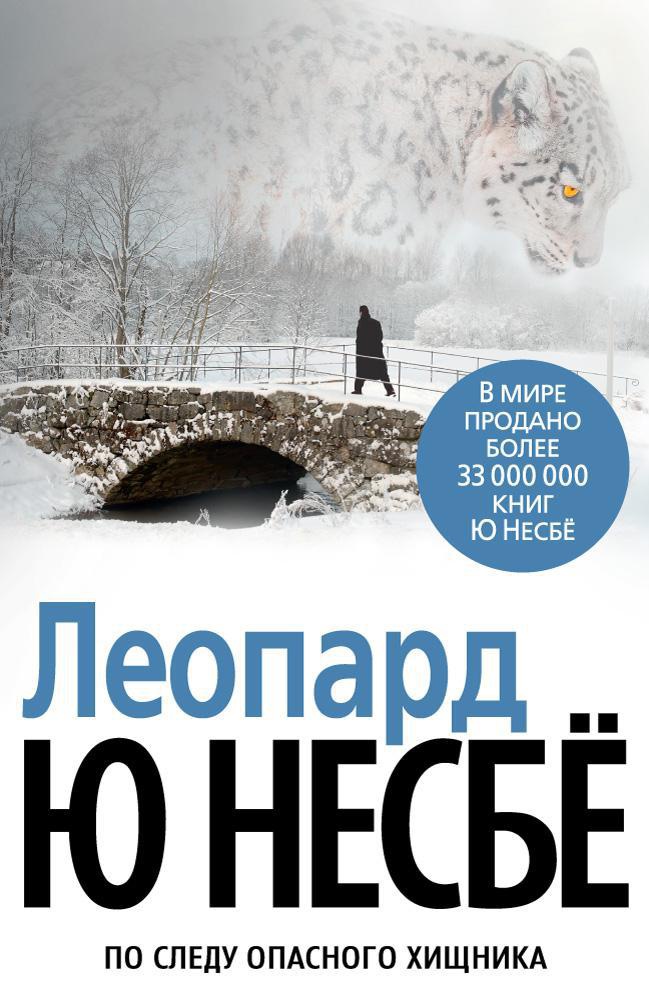 В МИРЕ
ПРОДАНО
БОЛЕЕ
33 000 000
КНИГ
Ю НЕСБЁ
Леопард
Ю НЕСБЁ
ПО СЛЕДУ ОПАСНОГО ХИЩНИКА